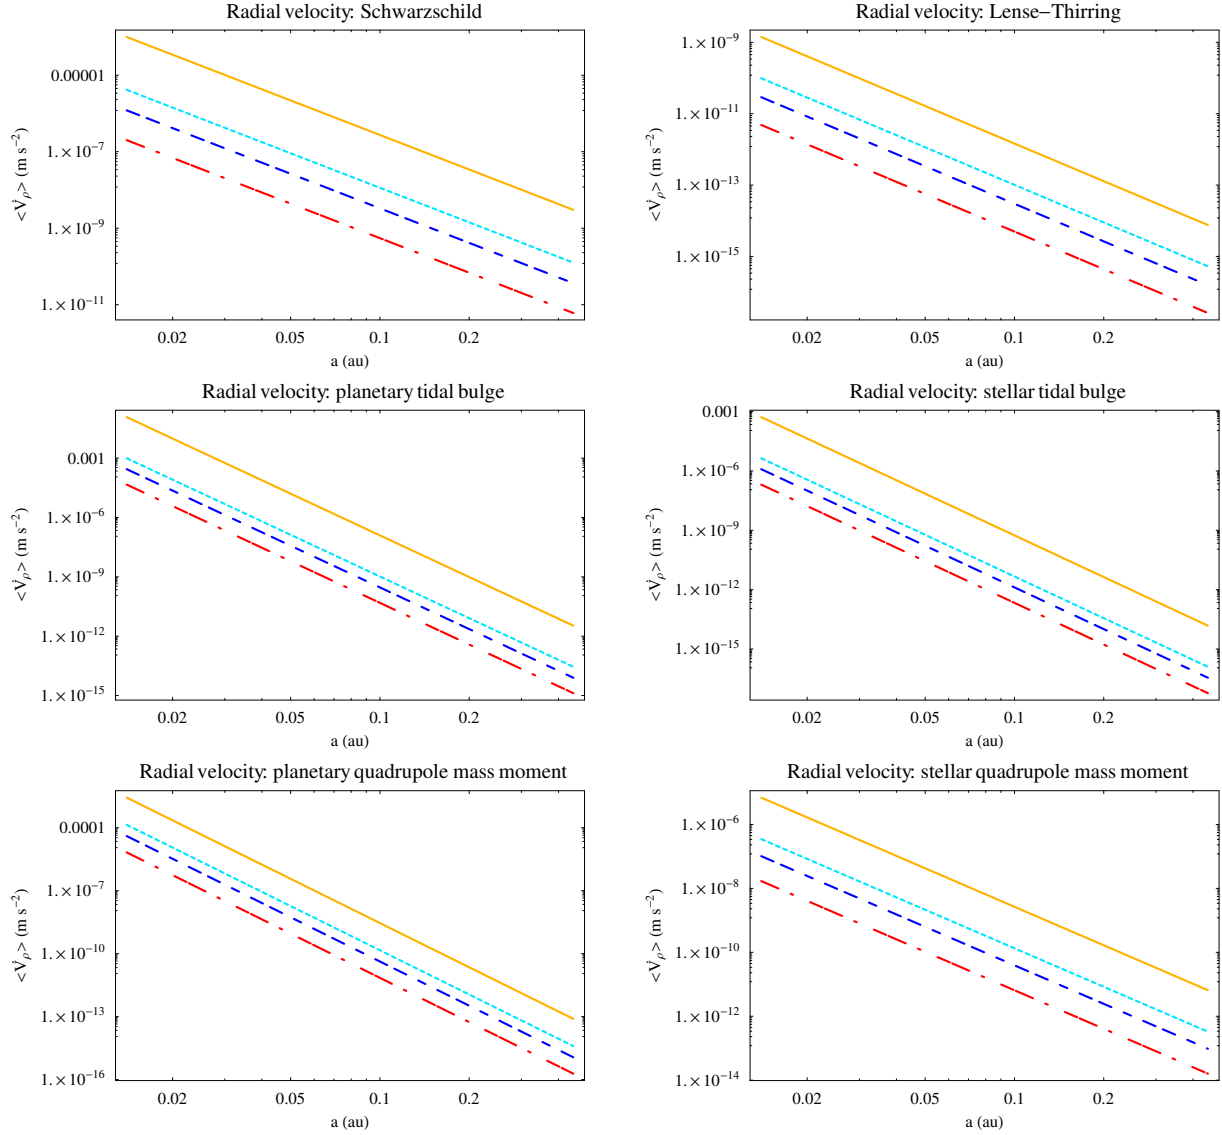 Radial velocity: Schwarzschild
0.00001
1.×10⁻⁷
1.×10⁻⁹
1.×10⁻¹¹
<V̇ρ> (m s⁻²)
0.02 0.05 0.1 0.2
a (au)
Radial velocity: Lense–Thirring
1.×10⁻⁹
1.×10⁻¹¹
1.×10⁻¹³
1.×10⁻¹⁵
<V̇ρ> (m s⁻²)
0.02 0.05 0.1 0.2
a (au)
Radial velocity: planetary tidal bulge
0.001
1.×10⁻⁶
1.×10⁻⁹
1.×10⁻¹²
1.×10⁻¹⁵
<V̇ρ> (m s⁻²)
0.02 0.05 0.1 0.2
a (au)
Radial velocity: stellar tidal bulge
0.001
1.×10⁻⁶
1.×10⁻⁹
1.×10⁻¹²
1.×10⁻¹⁵
<V̇ρ> (m s⁻²)
0.02 0.05 0.1 0.2
a (au)
Radial velocity: planetary quadrupole mass moment
0.0001
1.×10⁻⁷
1.×10⁻¹⁰
1.×10⁻¹³
1.×10⁻¹⁶
<V̇ρ> (m s⁻²)
0.02 0.05 0.1 0.2
a (au)
Radial velocity: stellar quadrupole mass moment
1.×10⁻⁶
1.×10⁻⁸
1.×10⁻¹⁰
1.×10⁻¹²
1.×10⁻¹⁴
<V̇ρ> (m s⁻²)
0.02 0.05 0.1 0.2
a (au)